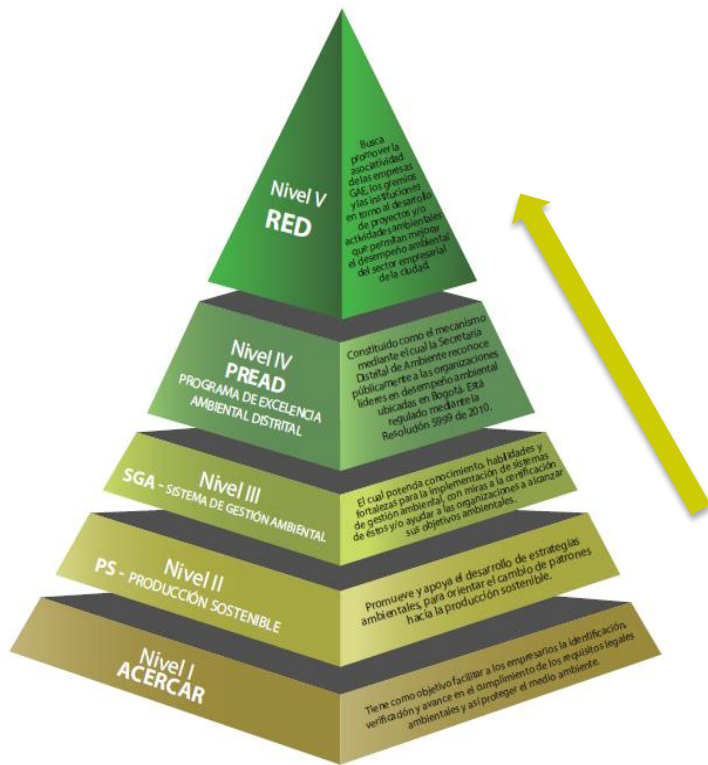 Nivel V
RED
Busca
promover la
asociatividad
de las empresas
GAE, los gremios
y las instituciones
en torno al desarrollo
de proyectos y/o
actividades ambientales
que permitan mejorar
el desempeño ambiental
del sector empresarial
de la ciudad.
Nivel IV
PREAD
PROGRAMA DE EXCELENCIA
AMBIENTAL DISTRITAL
Constituido como el mecanismo
mediante el cual la Secretaría
Distrital de Ambiente reconoce
públicamente a las organizaciones
líderes en desempeño ambiental
ubicadas en Bogotá. Está
regulado mediante la
Resolución 5999 de 2010.
Nivel III
SGA - SISTEMA DE GESTIÓN AMBIENTAL
El cual potencia conocimiento, habilidades y
fortalezas para la implementación de sistemas
de gestión ambiental, con miras a la certificación
de éstos y/o ayudar a las organizaciones a alcanzar
sus objetivos ambientales.
Nivel II
PS - PRODUCCIÓN SOSTENIBLE
Promueve y apoya el desarrollo de estrategias
ambientales, para orientar el cambio de patrones
hacia la producción sostenible.
Nivel I
ACERCAR
Tiene como objetivo facilitar a los empresarios la identificación,
verificación y avance en el cumplimiento de los requisitos legales
ambientales y así proteger el medio ambiente.